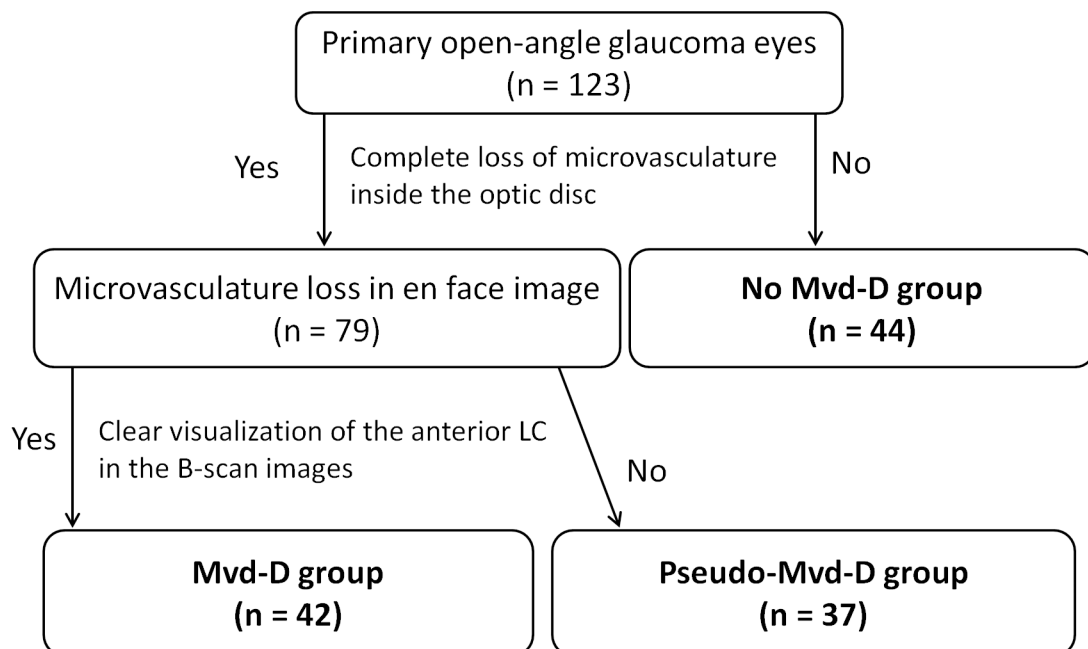 Primary open-angle glaucoma eyes
(n = 123)
Yes
Complete loss of microvasculature
inside the optic disc
No
Microvasculature loss in en face image
(n = 79)
No Mvd-D group
(n = 44)
Yes
Clear visualization of the anterior LC
in the B-scan images
No
Mvd-D group
(n = 42)
Pseudo-Mvd-D group
(n = 37)